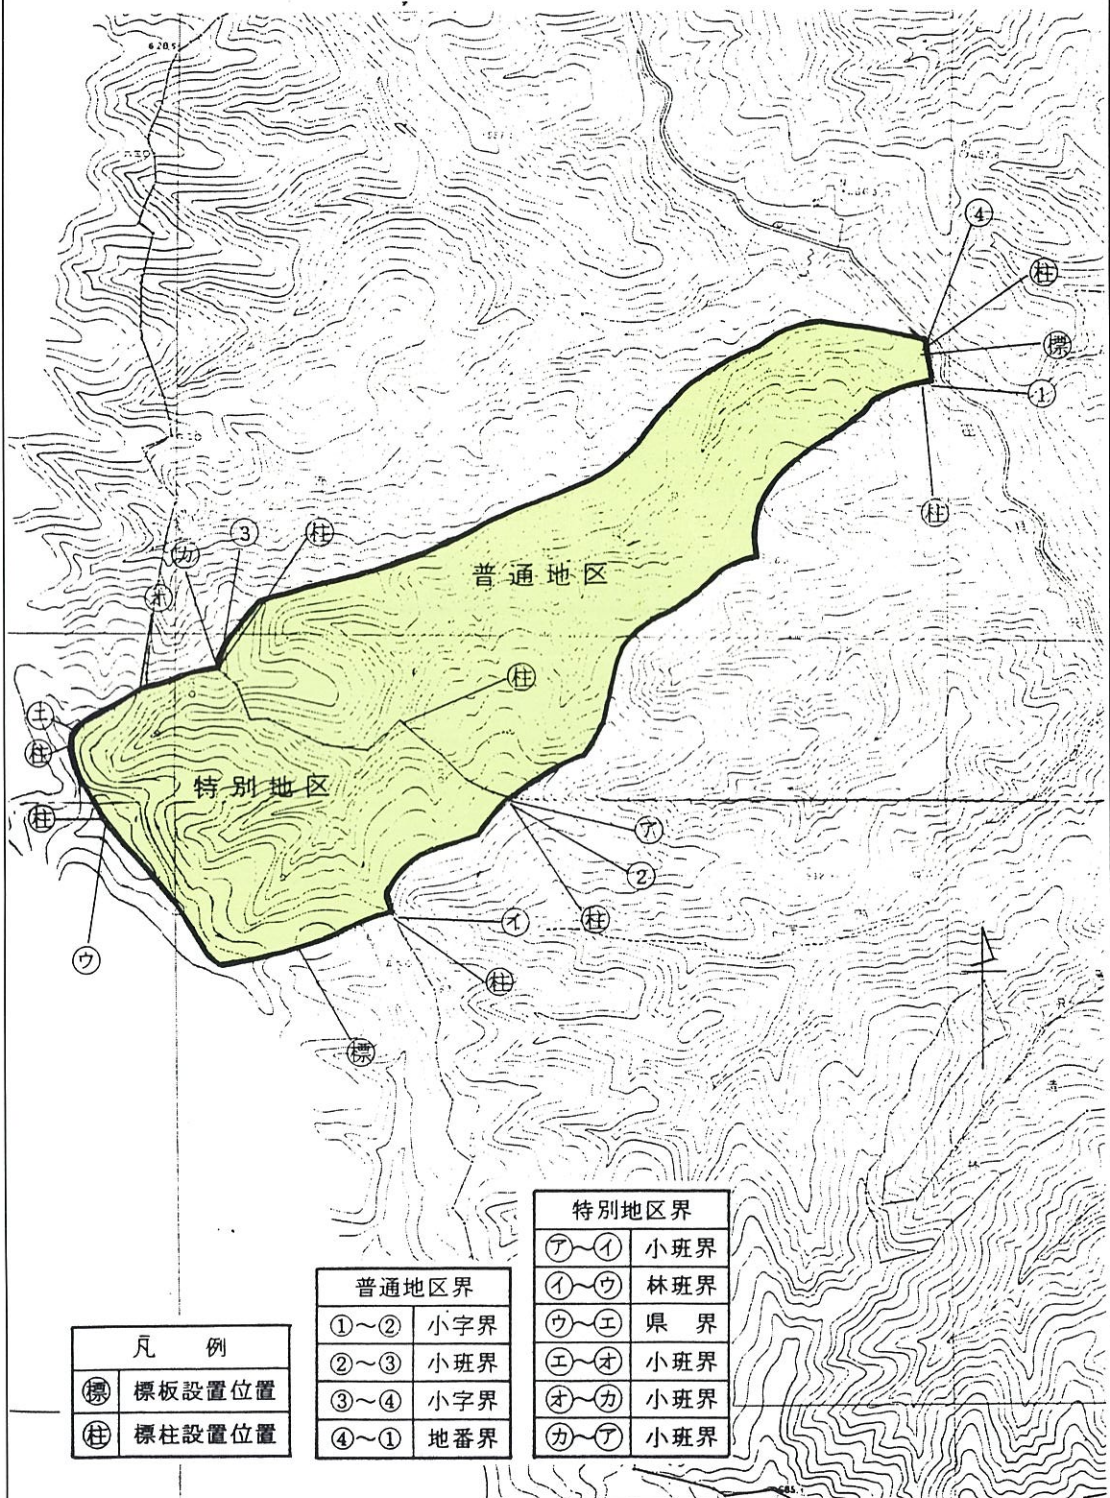 620.5
④
柱
標
①
柱
柱
③
カ
オ
普通地区
柱
エ
柱
特別地区
柱
ア
②
柱
イ
ウ
柱
標
特別地区界
ア～イ 小班界
イ～ウ 林班界
ウ～エ 県 界
エ～オ 小班界
オ～カ 小班界
カ～ア 小班界
普通地区界
①～② 小字界
②～③ 小班界
③～④ 小字界
④～① 地番界
凡 例
標 標板設置位置
柱 標柱設置位置